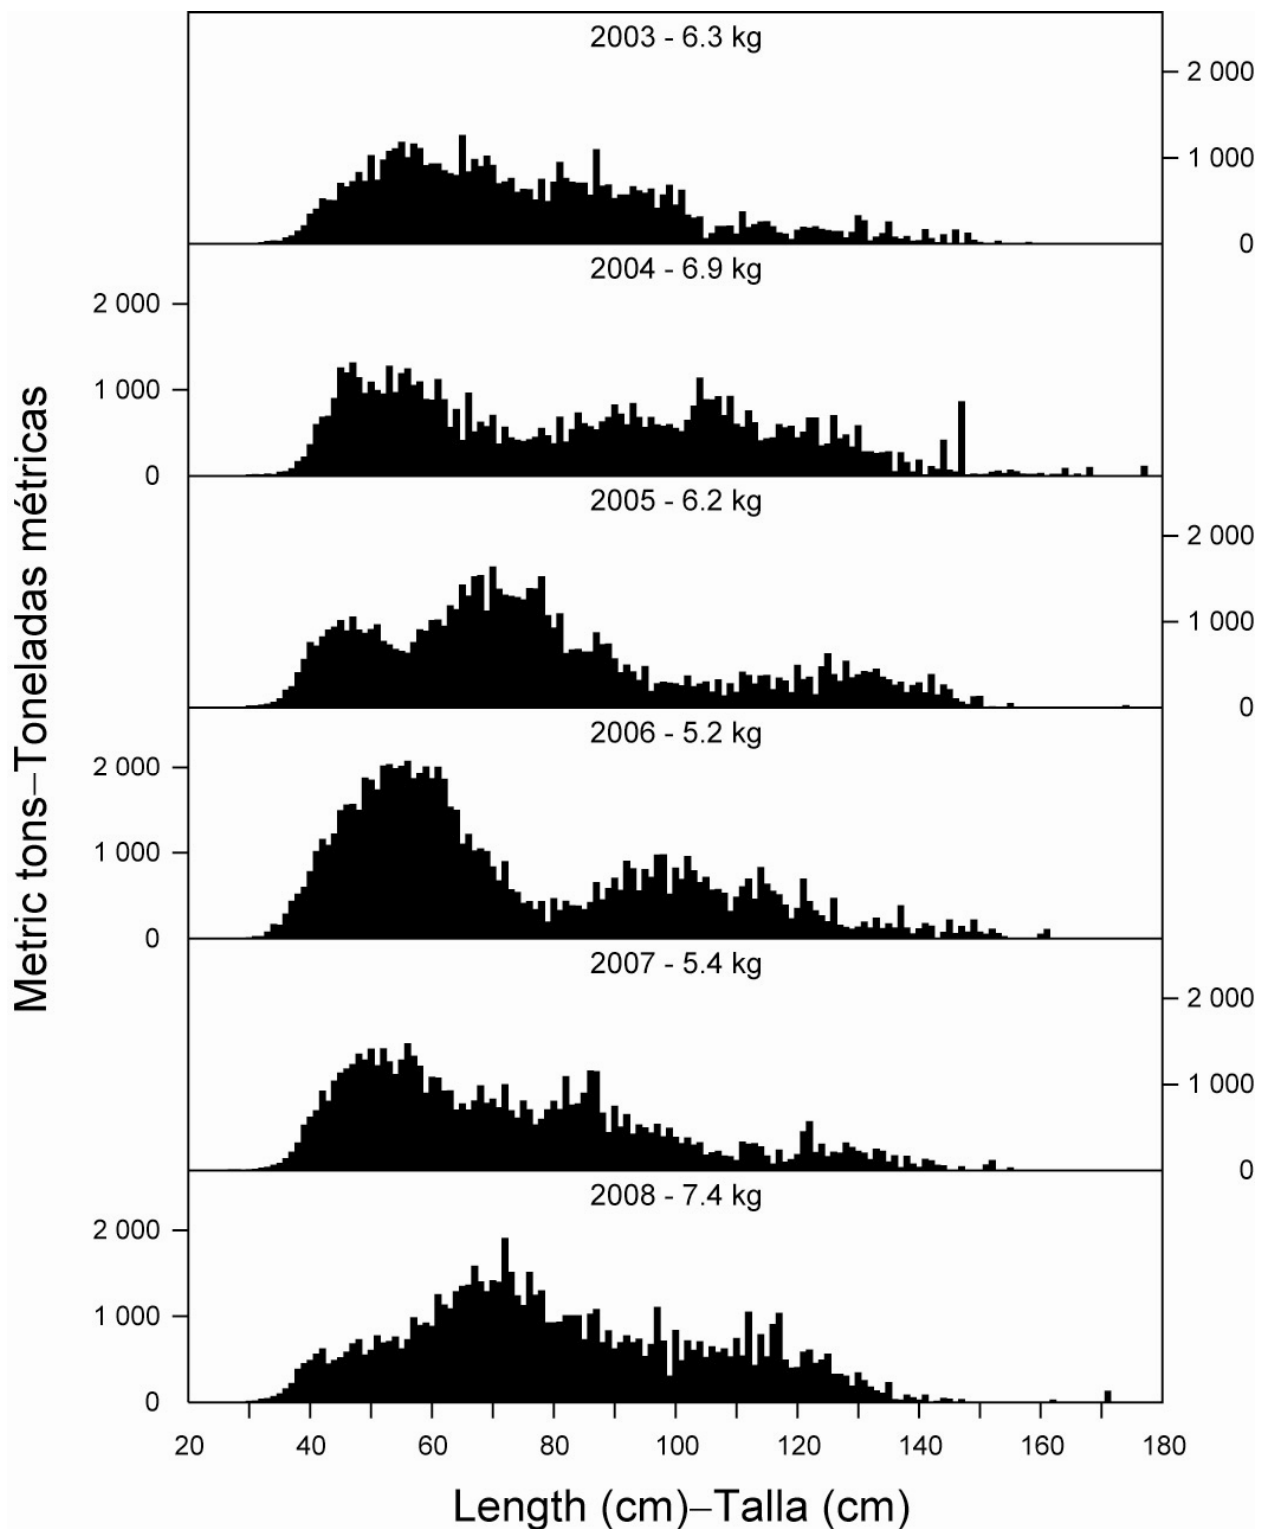 2003 - 6.3 kg
2 000
1 000
0
2004 - 6.9 kg
2 000
1 000
0
2005 - 6.2 kg
2 000
1 000
0
2006 - 5.2 kg
2 000
1 000
0
2007 - 5.4 kg
2 000
1 000
0
2008 - 7.4 kg
2 000
1 000
0
Metric tons–Toneladas métricas
20 40 60 80 100 120 140 160 180
Length (cm)–Talla (cm)